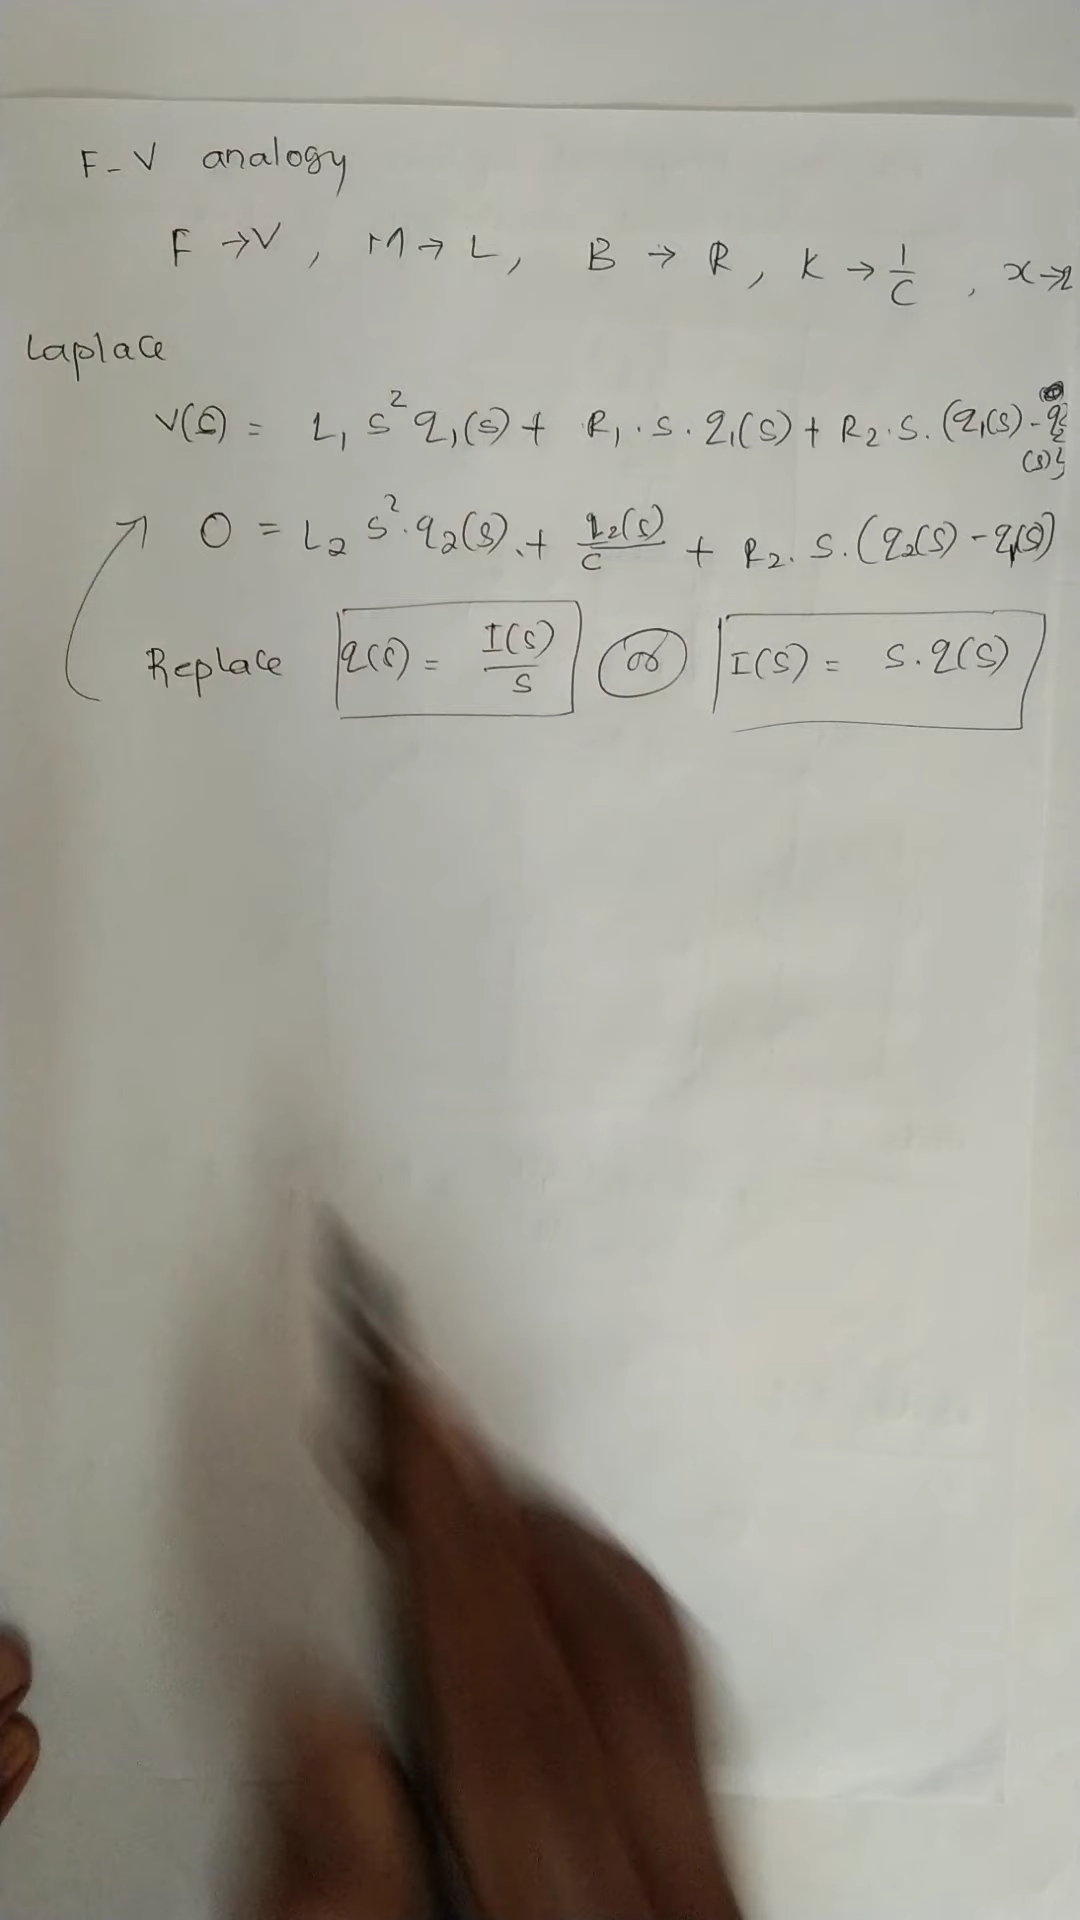 F-V analogy
F → V, M → L, B → R, K → 1/C, x → q
Laplace
V(s) = L₁ s² q₁(s) + R₁ . s . q₁(s) + R₂ . s . (q₁(s) - q₂(s)}
0 = L₂ s² . q₂(s) + q₂(s)/C + R₂ . s . (q₂(s) - q₁(s))
Replace q(s) = I(s)/s or I(s) = s . q(s)